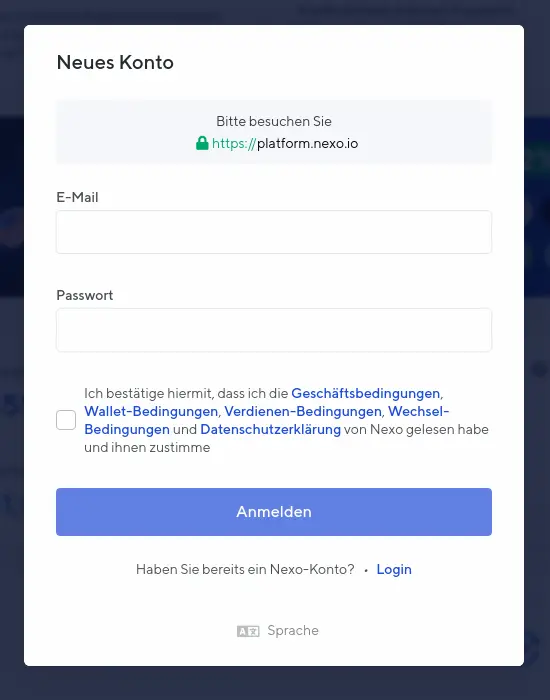 Neues Konto
Bitte besuchen Sie
https://platform.nexo.io
E-Mail
Passwort
Ich bestätige hiermit, dass ich die Geschäftsbedingungen,
Wallet-Bedingungen, Verdienen-Bedingungen, Wechsel-
Bedingungen und Datenschutzerklärung von Nexo gelesen habe
und ihnen zustimme
Anmelden
Haben Sie bereits ein Nexo-Konto? • Login
Sprache